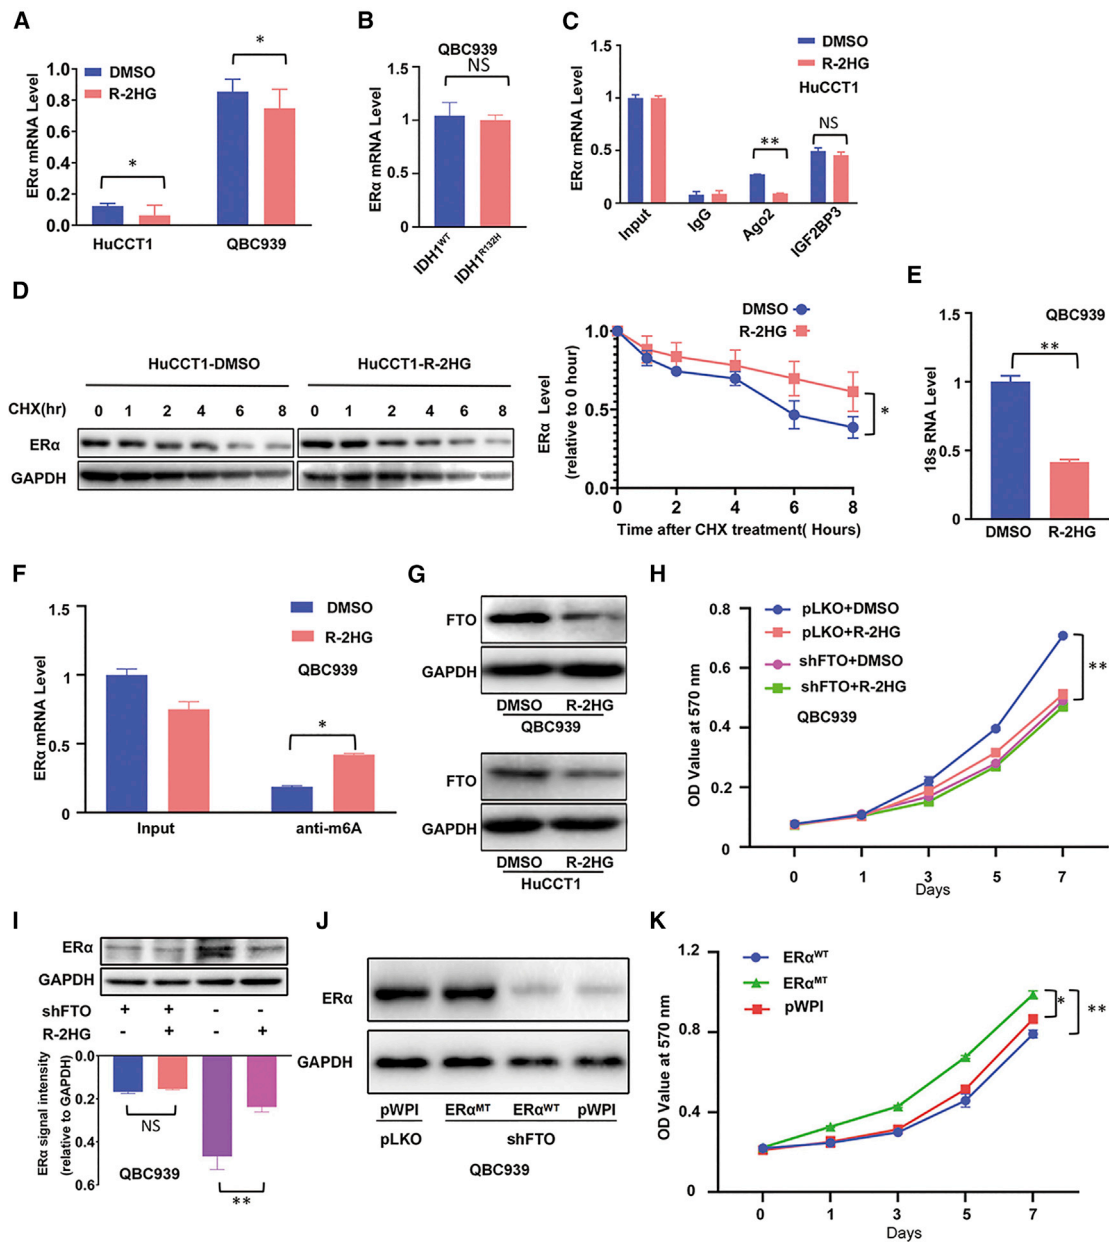 A
ERα mRNA Level
1.0
0.8
0.6
0.4
0.2
0.0
DMSO
R-2HG
*
*
HuCCT1
QBC939
B
QBC939
NS
ERα mRNA Level
1.5
1
0.5
0
IDH1WT
IDH1R132H
C
ERα mRNA Level
1.5
1
0.5
0
DMSO
R-2HG
HuCCT1
**
NS
Input
IgG
Ago2
IGF2BP3
D
HuCCT1-DMSO
HuCCT1-R-2HG
CHX(hr) 0 1 2 4 6 8 0 1 2 4 6 8
ERα
GAPDH
DMSO
R-2HG
ERα Level
(relative to 0 hour)
1.0
0.5
0.0
*
0 2 4 6 8
Time after CHX treatment( Hours)
E
QBC939
18s RNA Level
1.5
1
0.5
0
**
DMSO R-2HG
F
ERα mRNA Level
1.5
1
0.5
0
DMSO
R-2HG
QBC939
*
Input
anti-m6A
G
FTO
GAPDH
DMSO R-2HG
QBC939
FTO
GAPDH
DMSO R-2HG
HuCCT1
H
OD Value at 570 nm
0.8
0.6
0.4
0.2
0
pLKO+DMSO
pLKO+R-2HG
shFTO+DMSO
shFTO+R-2HG
QBC939
**
0 1 3 5 7
Days
I
ERα
GAPDH
shFTO + + - -
R-2HG - + - +
ERα signal intensity
(relative to GAPDH)
0.0
0.2
0.4
0.6
NS
QBC939
**
J
ERα
GAPDH
pWPI ERαMT ERαWT pWPI
pLKO shFTO
QBC939
K
OD Value at 570 nm
1.2
0.8
0.4
0
ERαWT
ERαMT
pWPI
*
**
0 1 3 5 7
Days